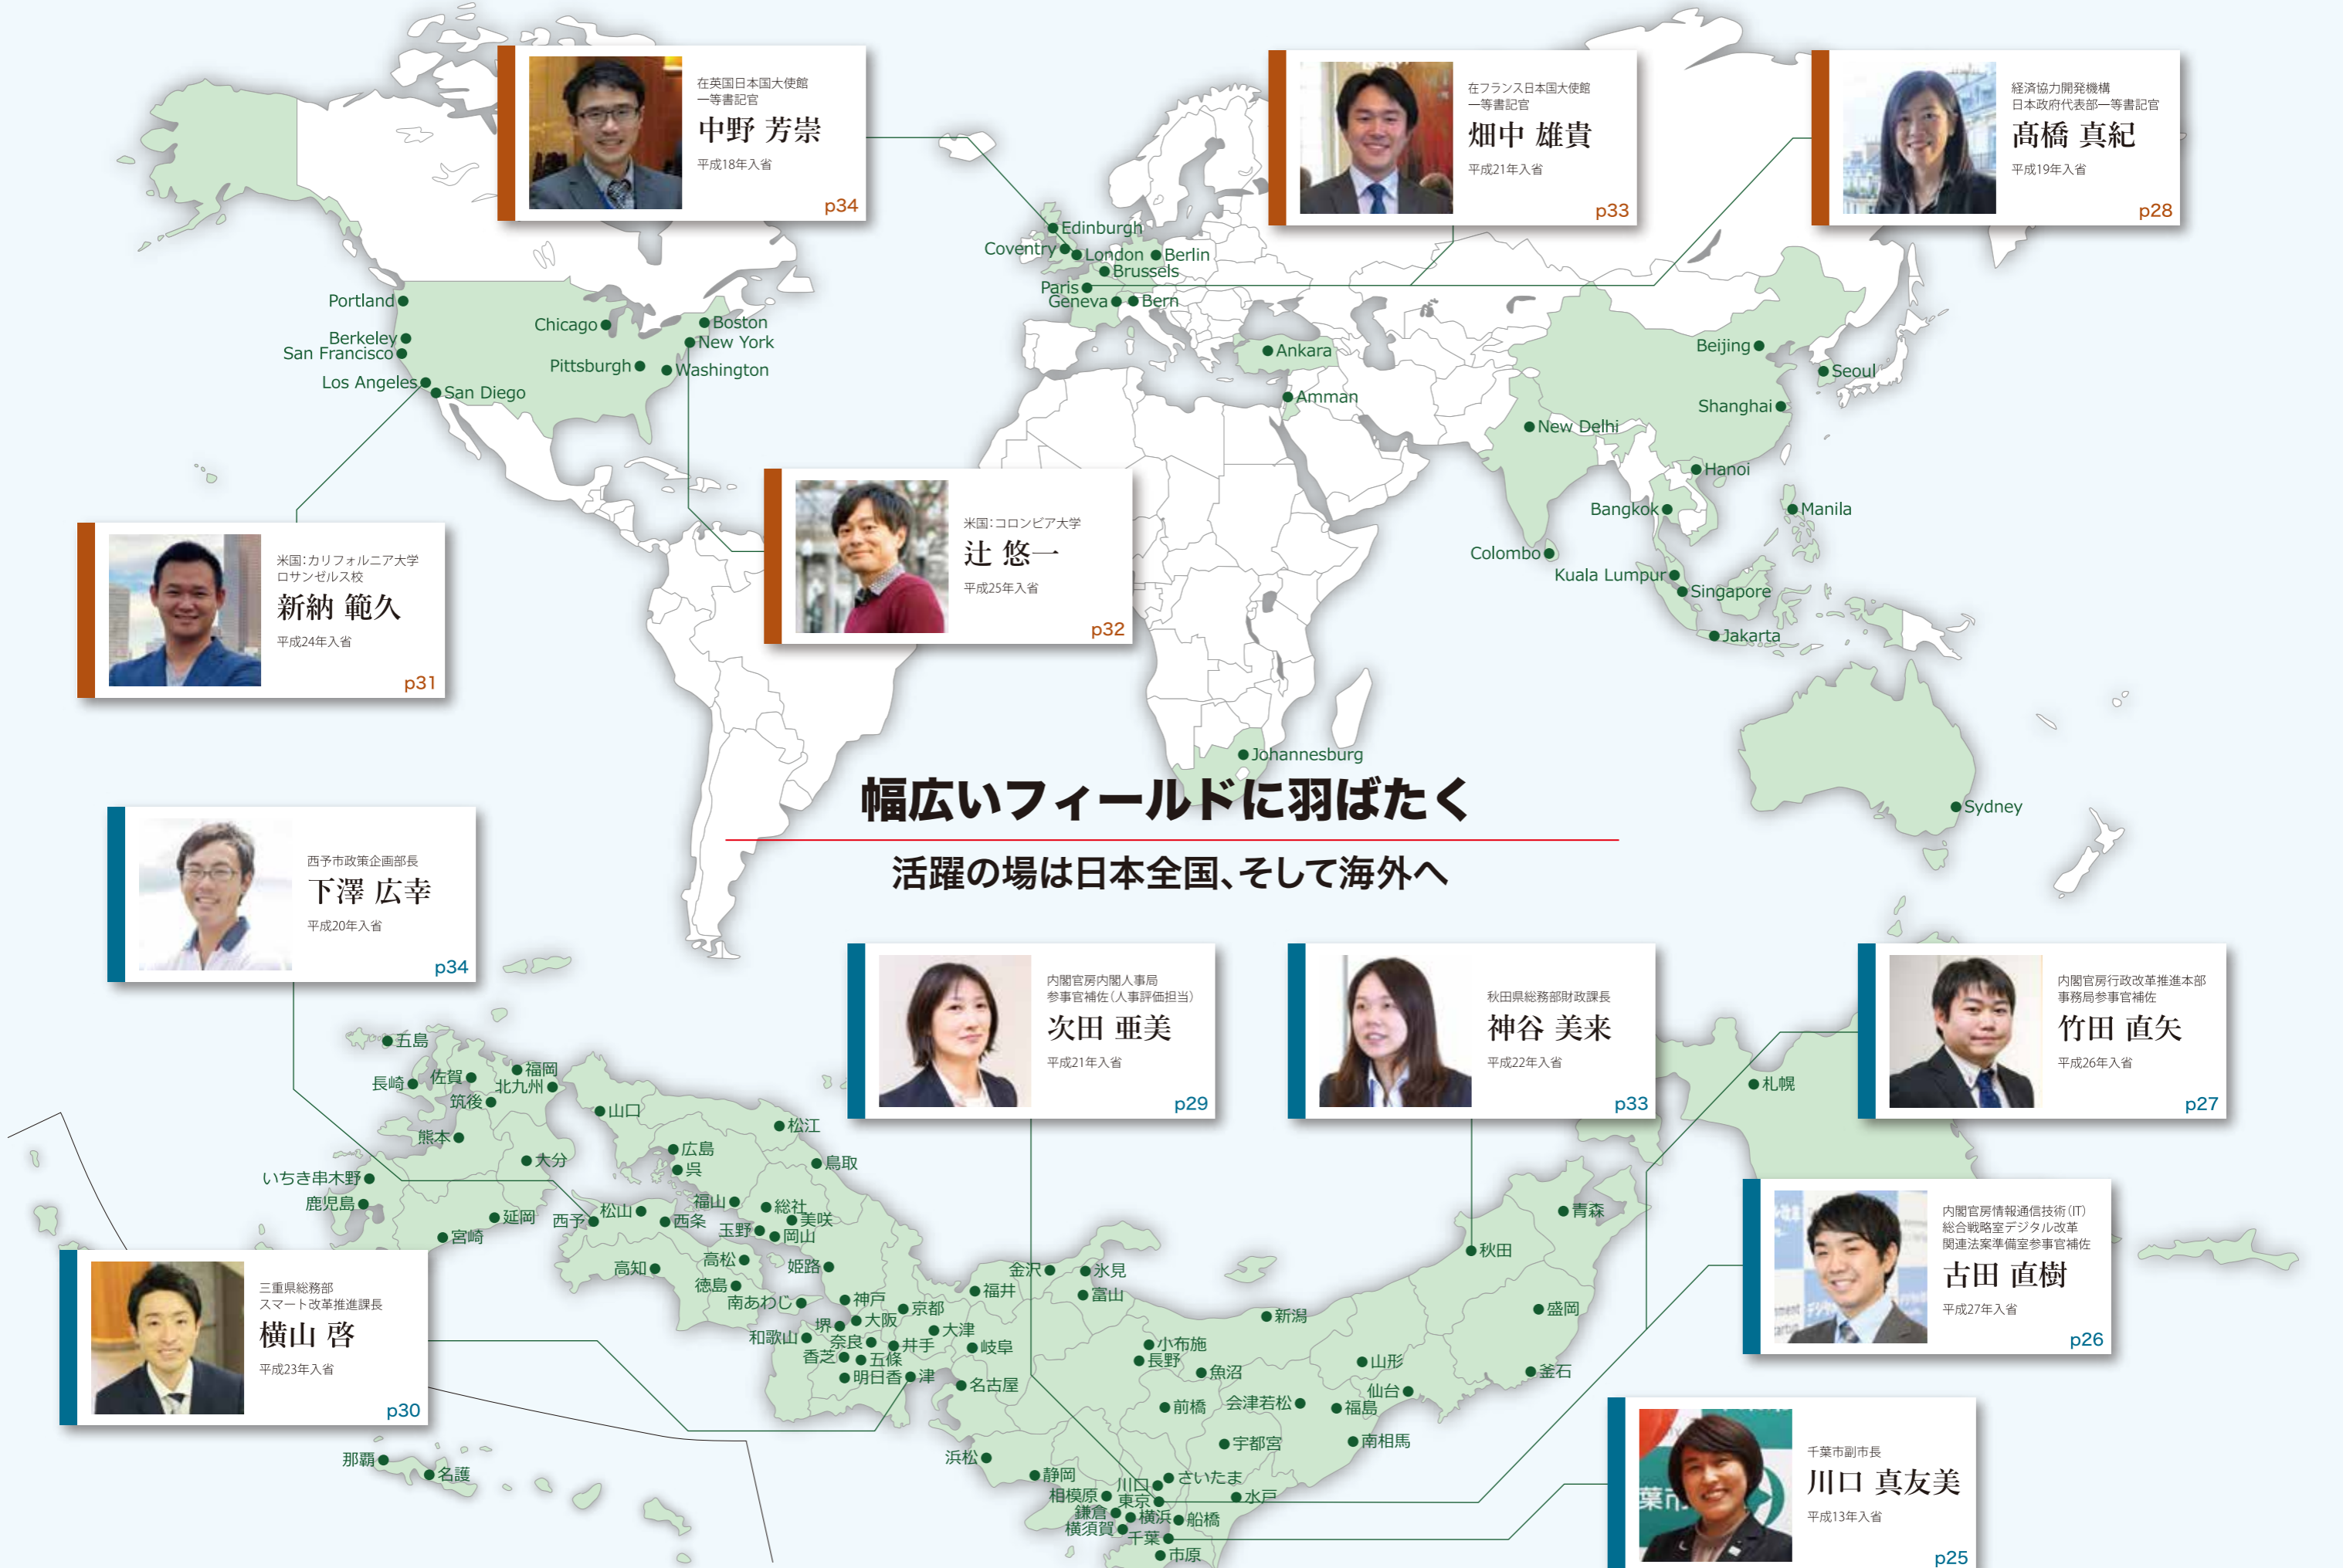 在英国日本国大使館
一等書記官
中野 芳崇
平成18年入省
p34
在フランス日本国大使館
一等書記官
畑中 雄貴
平成21年入省
p33
経済協力開発機構
日本政府代表部一等書記官
髙橋 真紀
平成19年入省
p28
Edinburgh
Coventry
London
Berlin
Brussels
Paris
Geneva
Bern
Portland
Chicago
Boston
Berkeley
New York
San Francisco
Pittsburgh
Washington
Los Angeles
San Diego
Ankara
Amman
Beijing
Seoul
Shanghai
New Delhi
Hanoi
Bangkok
Manila
Colombo
Kuala Lumpur
Singapore
Jakarta
Johannesburg
Sydney
米国:カリフォルニア大学
ロサンゼルス校
新納 範久
平成24年入省
p31
米国:コロンビア大学
辻 悠一
平成25年入省
p32
幅広いフィールドに羽ばたく
活躍の場は日本全国、そして海外へ
西予市政策企画部長
下澤 広幸
平成20年入省
p34
内閣官房内閣人事局
参事官補佐(人事評価担当)
次田 亜美
平成21年入省
p29
秋田県総務部財政課長
神谷 美来
平成22年入省
p33
内閣官房行政改革推進本部
事務局参事官補佐
竹田 直矢
平成26年入省
p27
内閣官房情報通信技術(IT)
総合戦略室デジタル改革
関連法案準備室参事官補佐
古田 直樹
平成27年入省
p26
三重県総務部
スマート改革推進課長
横山 啓
平成23年入省
p30
千葉市副市長
川口 真友美
平成13年入省
p25
葉市
五島
福岡
佐賀
長崎
北九州
筑後
熊本
大分
いちき串木野
鹿児島
延岡
宮崎
山口
松江
広島
呉
鳥取
福山
総社
松山
西予
西条
美咲
玉野
岡山
高知
高松
姫路
徳島
南あわじ
神戸
京都
堺
大阪
大津
和歌山
奈良
井手
岐阜
香芝
五條
明日香
津
名古屋
金沢
氷見
福井
富山
新潟
小布施
長野
魚沼
山形
仙台
前橋
会津若松
福島
宇都宮
南相馬
浜松
静岡
川口
さいたま
相模原
東京
水戸
鎌倉
横浜
船橋
横須賀
千葉
市原
札幌
青森
秋田
盛岡
釜石
那覇
名護